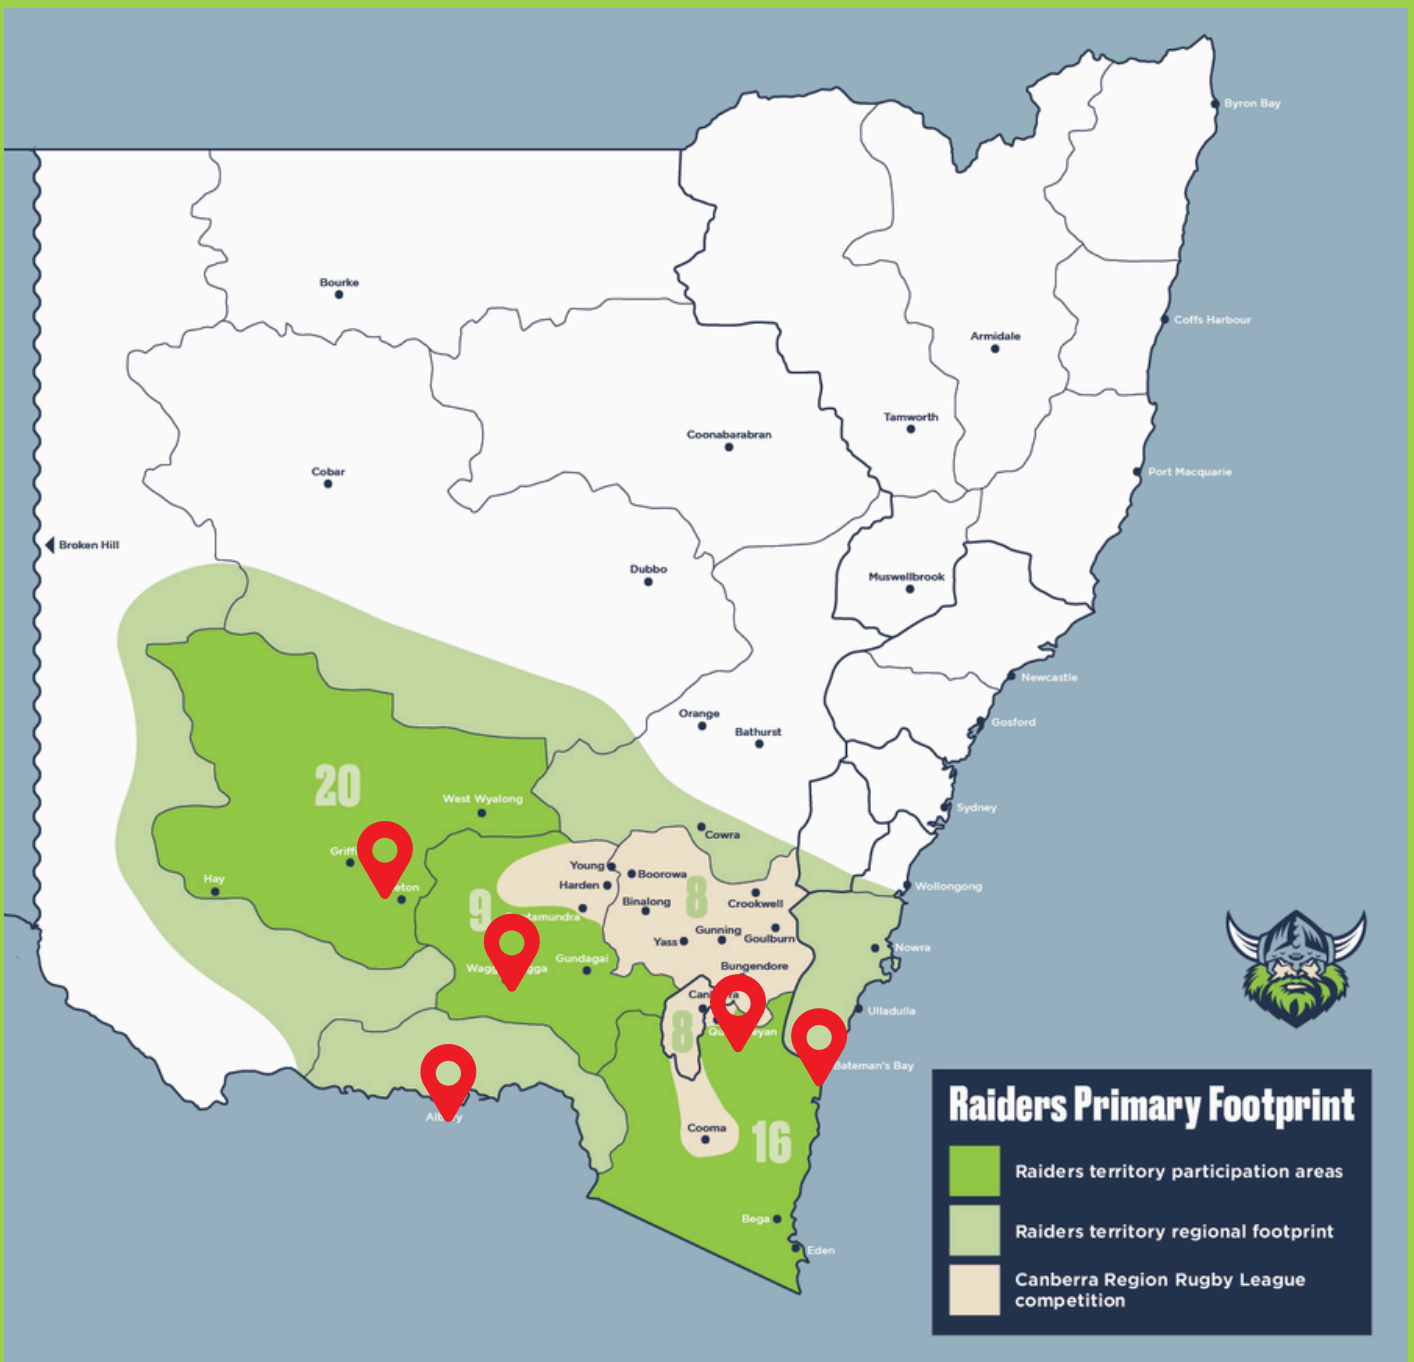 Byron Bay
Bourke
Coffs Harbour
Armidale
Tamworth
Coonabarabran
Cobar
Port Macquarie
Broken Hill
Dubbo
Muswellbrook
Newclastle
Orange
Gosford
Bathurst
20
West Wyalong
Sydney
Cowra
Young
Boorowa
Hay
Harden
Wollongong
9
8
Binalong
Crookwell
Gunning
Goulburn
Yass
Nowra
Gundagai
Bungendore
Ulladulla
8
Bateman's Bay
Cooma
16
Bega
Eden
Raiders Primary Footprint
Raiders territory participation areas
Raiders territory regional footprint
Canberra Region Rugby League
competition